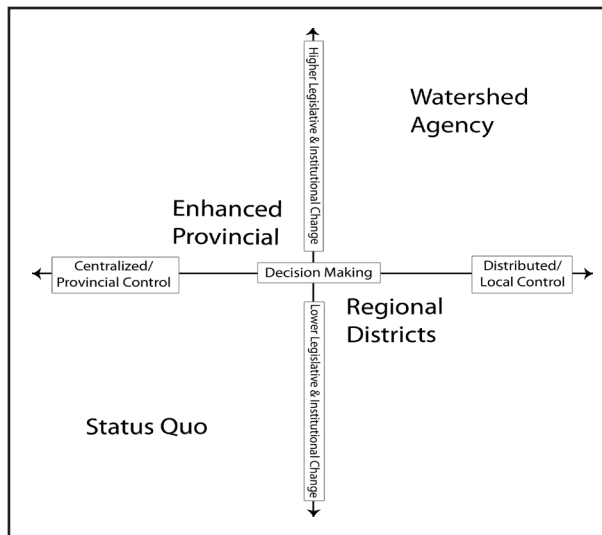 Higher Legislative & Institutional Change
Watershed
Agency
Enhanced
Provincial
Centralized/
Provincial Control
Decision Making
Distributed/
Local Control
Regional
Districts
Lower Legislative & Institutional Change
Status Quo